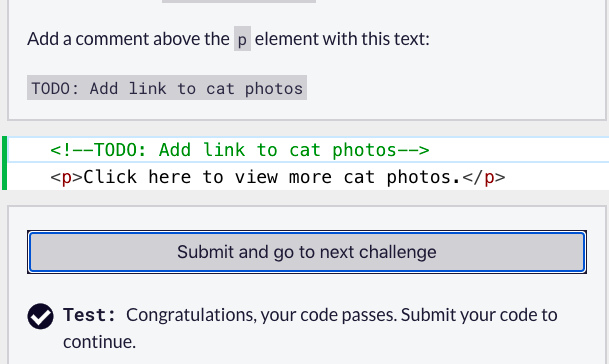 Add a comment above the p element with this text:
TODO: Add link to cat photos
<!--TODO: Add link to cat photos-->
<p>Click here to view more cat photos.</p>
Submit and go to next challenge
Test: Congratulations, your code passes. Submit your code to
continue.